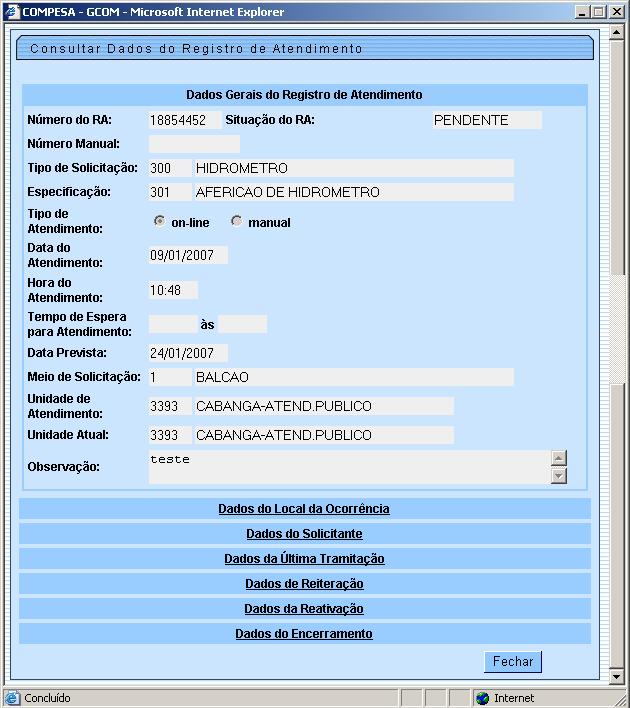 COMPESA - GCOM - Microsoft Internet Explorer
Consultar Dados do Registro de Atendimento
Dados Gerais do Registro de Atendimento
Número do RA: 18854452 Situação do RA: PENDENTE
Número Manual:
Tipo de Solicitação: 300 HIDROMETRO
Especificação: 301 AFERICAO DE HIDROMETRO
Tipo de
Atendimento: on-line manual
Data do
Atendimento: 09/01/2007
Hora do
Atendimento: 10:48
Tempo de Espera
para Atendimento: às
Data Prevista: 24/01/2007
Meio de Solicitação: 1 BALCAO
Unidade de
Atendimento: 3393 CABANGA-ATEND.PUBLICO
Unidade Atual: 3393 CABANGA-ATEND.PUBLICO
Observação: teste
Dados do Local da Ocorrência
Dados do Solicitante
Dados da Última Tramitação
Dados de Reiteração
Dados da Reativação
Dados do Encerramento
Fechar
Concluído Internet